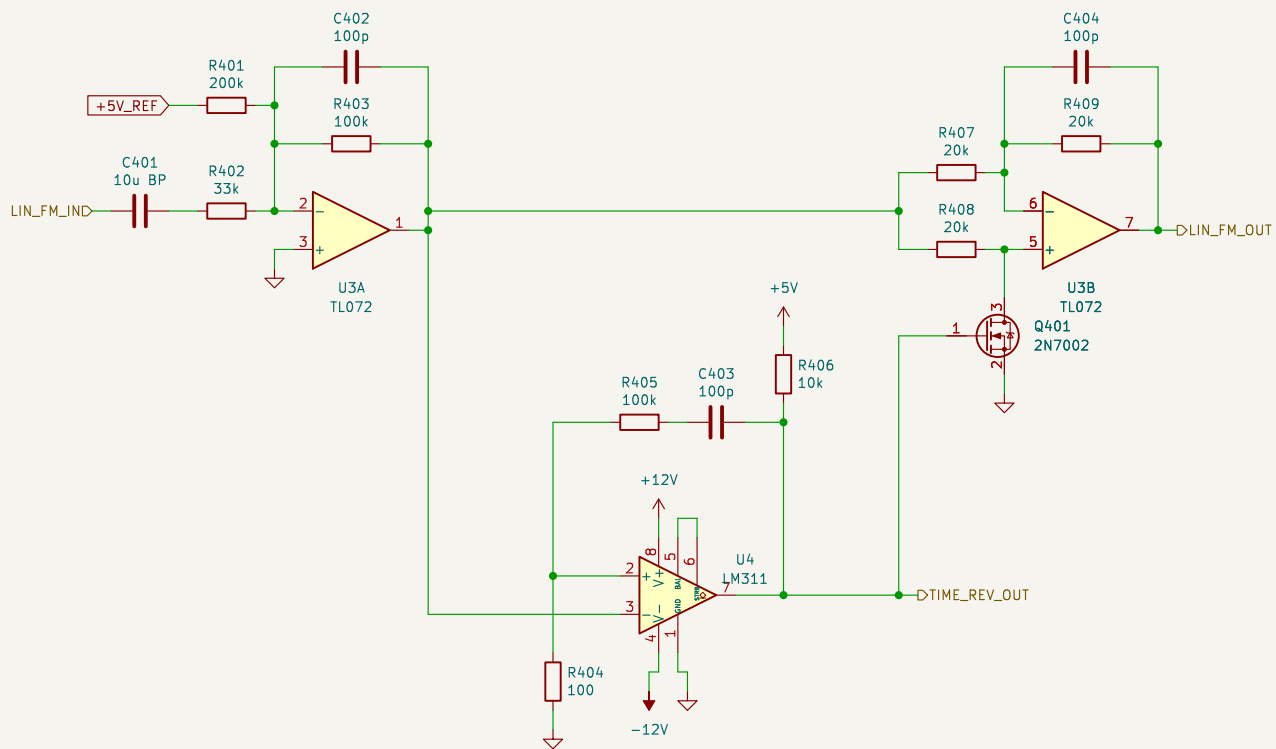 C402
100p
C404
100p
R401
200k
+5V_REF
R403
100k
R409
20k
R407
20k
C401
10u BP
R402
33k
LIN_FM_IN
2
−
1
3
+
U3A
TL072
R408
20k
6
−
7
5
+
LIN_FM_OUT
U3B
TL072
+5V
3
1
2
Q401
2N7002
R406
10k
R405
100k
C403
100p
+12V
8
5
6
U4
LM311
2
+
V+
BAL
STRB
7
3
−
V−
GND
4
1
TIME_REV_OUT
R404
100
−12V